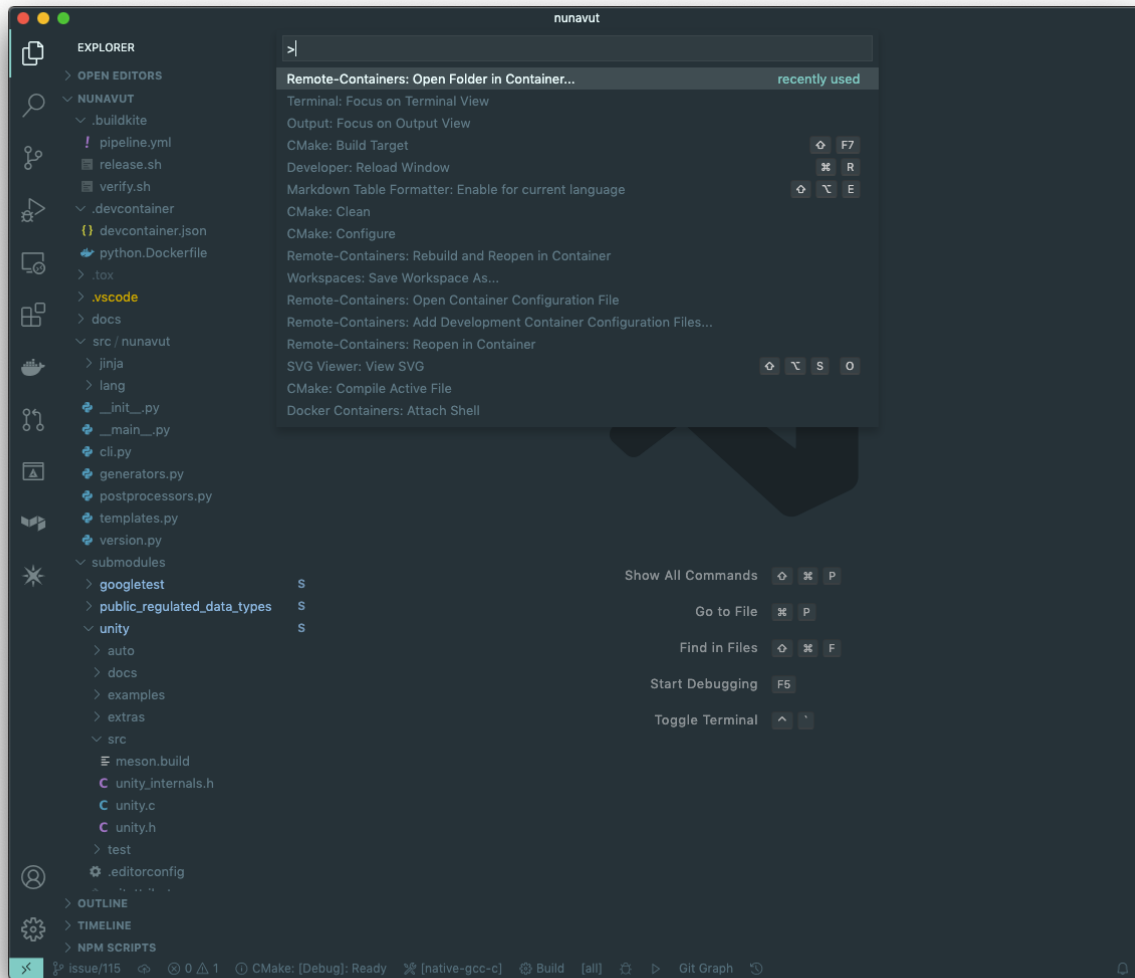 nunavut
EXPLORER
OPEN EDITORS
NUNAVUT
.buildkite
! pipeline.yml
release.sh
verify.sh
.devcontainer
{} devcontainer.json
python.Dockerfile
.tox
.vscode
docs
src / nunavut
jinja
lang
__init__.py
__main__.py
cli.py
generators.py
postprocessors.py
templates.py
version.py
submodules
googletest S
public_regulated_data_types S
unity S
auto
docs
examples
extras
src
meson.build
C unity_internals.h
C unity.c
C unity.h
test
.editorconfig
OUTLINE
TIMELINE
NPM SCRIPTS
>
Remote-Containers: Open Folder in Container... recently used
Terminal: Focus on Terminal View
Output: Focus on Output View
CMake: Build Target ⇧ F7
Developer: Reload Window ⌘ R
Markdown Table Formatter: Enable for current language ⇧ ⌥ E
CMake: Clean
CMake: Configure
Remote-Containers: Rebuild and Reopen in Container
Workspaces: Save Workspace As...
Remote-Containers: Open Container Configuration File
Remote-Containers: Add Development Container Configuration Files...
Remote-Containers: Reopen in Container
SVG Viewer: View SVG ⇧ ⌥ S O
CMake: Compile Active File
Docker Containers: Attach Shell
Show All Commands ⇧ ⌘ P
Go to File ⌘ P
Find in Files ⇧ ⌘ F
Start Debugging F5
Toggle Terminal ^ `
issue/115 0 1 CMake: [Debug]: Ready [native-gcc-c] Build [all] Git Graph